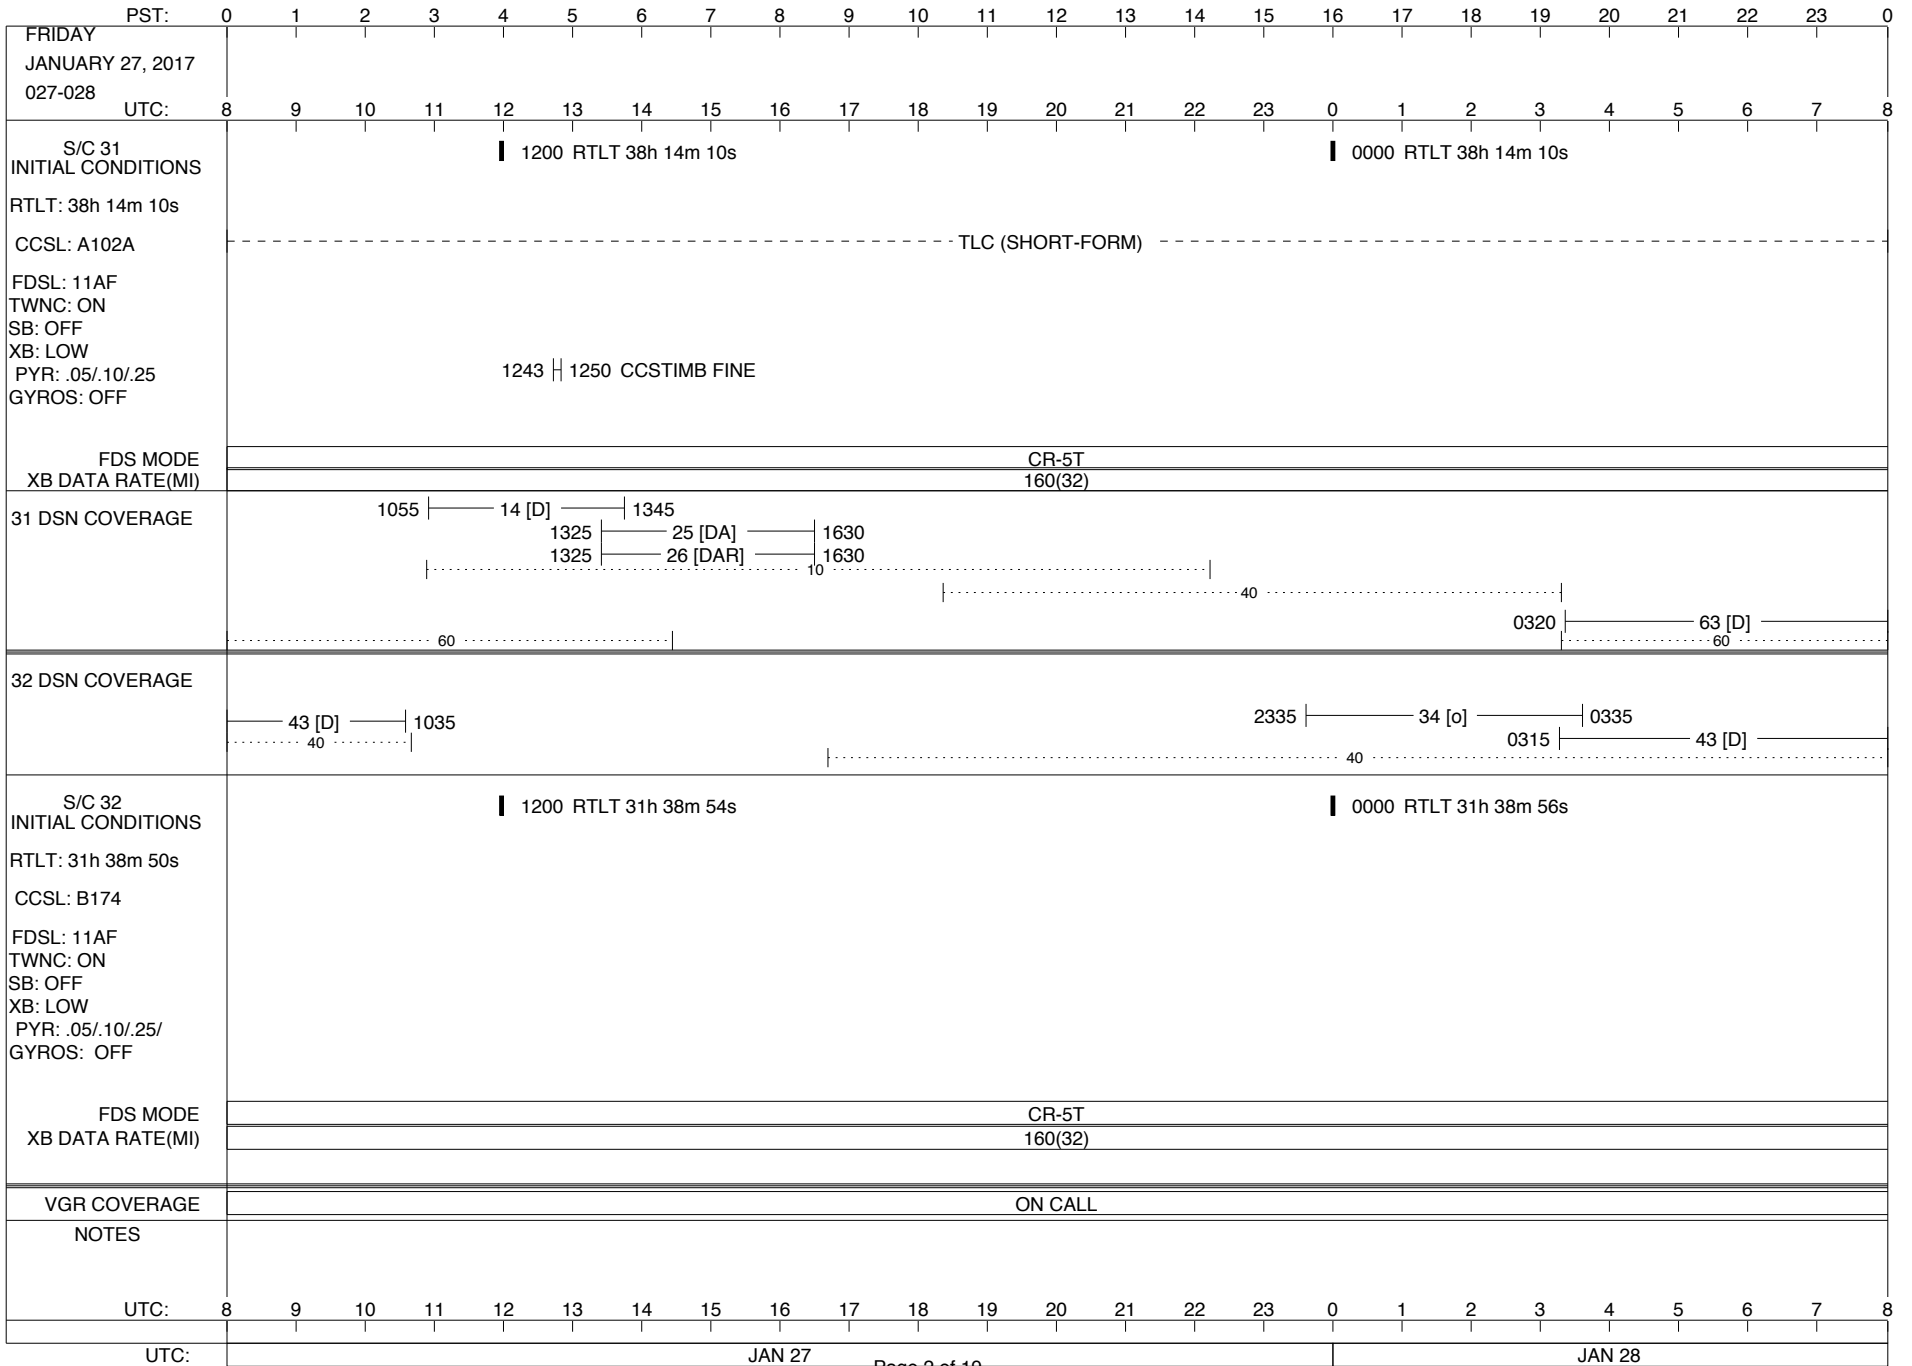 PST: 0 1 2 3 4 5 6 7 8 9 10 11 12 13 14 15 16 17 18 19 20 21 22 23 0
FRIDAY
JANUARY 27, 2017
027-028
UTC: 8 9 10 11 12 13 14 15 16 17 18 19 20 21 22 23 0 1 2 3 4 5 6 7 8
S/C 31
INITIAL CONDITIONS
1200 RTLT 38h 14m 10s
0000 RTLT 38h 14m 10s
RTLT: 38h 14m 10s
CCSL: A102A
TLC (SHORT-FORM)
FDSL: 11AF
TWNC: ON
SB: OFF
XB: LOW
PYR: .05/.10/.25
1243 1250 CCSTIMB FINE
GYROS: OFF
FDS MODE CR-5T
XB DATA RATE(MI) 160(32)
31 DSN COVERAGE
1055 14 [D] 1345
1325 25 [DA] 1630
1325 26 [DAR] 1630
10
40
0320 63 [D]
60 60
32 DSN COVERAGE
43 [D] 1035
2335 34 [o] 0335
40
0315 43 [D]
40
S/C 32
INITIAL CONDITIONS
1200 RTLT 31h 38m 54s
0000 RTLT 31h 38m 56s
RTLT: 31h 38m 50s
CCSL: B174
FDSL: 11AF
TWNC: ON
SB: OFF
XB: LOW
PYR: .05/.10/.25/
GYROS: OFF
FDS MODE CR-5T
XB DATA RATE(MI) 160(32)
VGR COVERAGE ON CALL
NOTES
UTC: 8 9 10 11 12 13 14 15 16 17 18 19 20 21 22 23 0 1 2 3 4 5 6 7 8
UTC: JAN 27 JAN 28